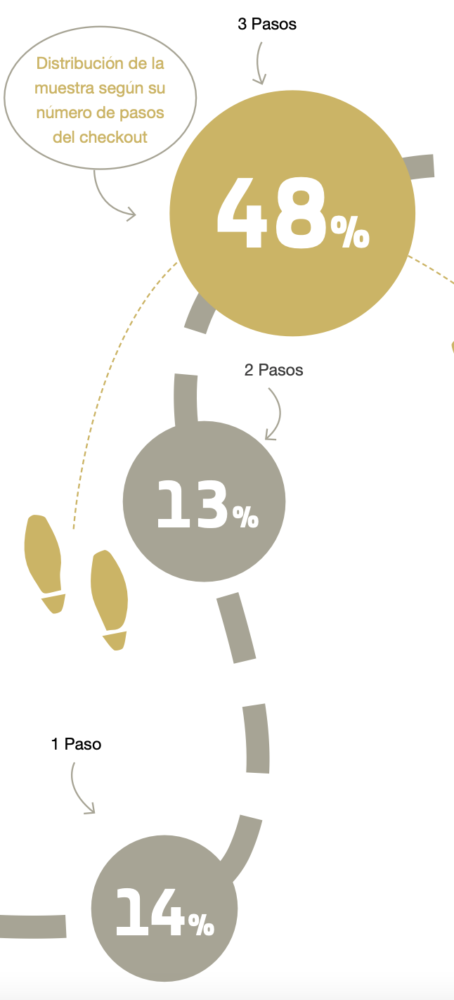 3 Pasos
Distribución de la
muestra según su
número de pasos
del checkout
48%
2 Pasos
13%
1 Paso
14%